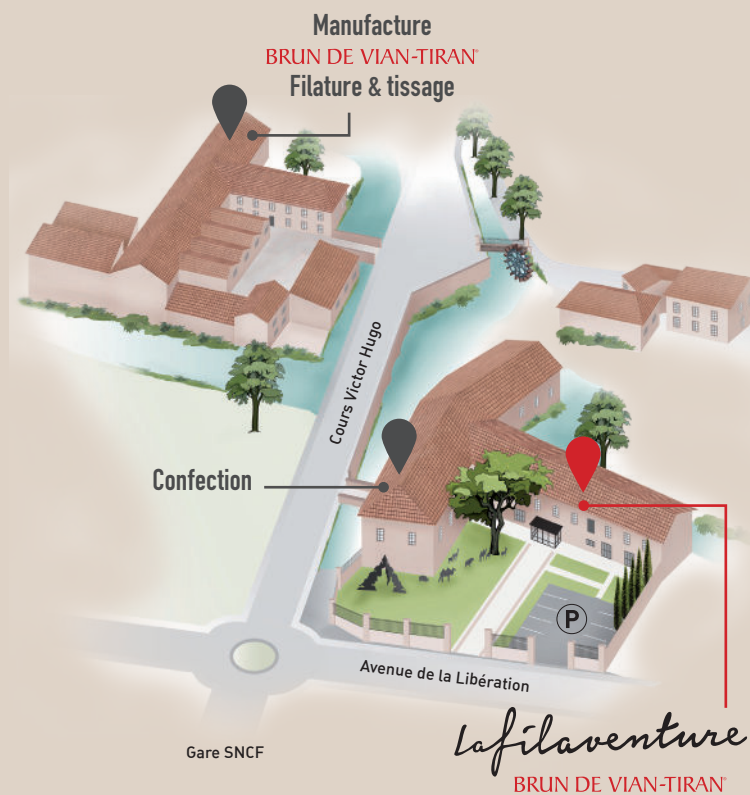 Manufacture
BRUN DE VIAN-TIRAN®
Filature & tissage
Cours Victor Hugo
Confection
P
Avenue de la Libération
Gare SNCF
Lafilaventure
BRUN DE VIAN-TIRAN®